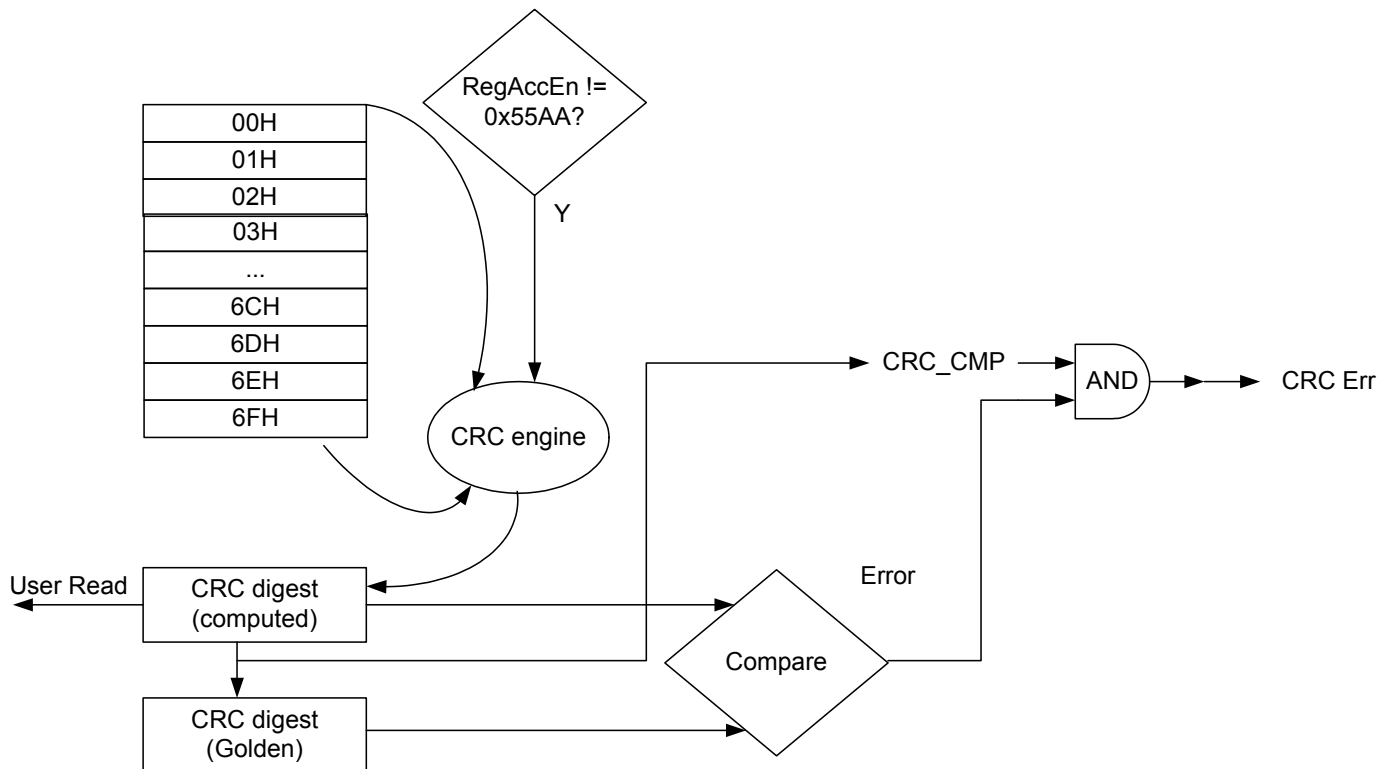 RegAccEn !=
0x55AA?
00H
01H
02H
03H
...
6CH
6DH
6EH
6FH
Y
CRC engine
CRC_CMP
AND
CRC Err
User Read
CRC digest
(computed)
Error
Compare
CRC digest
(Golden)